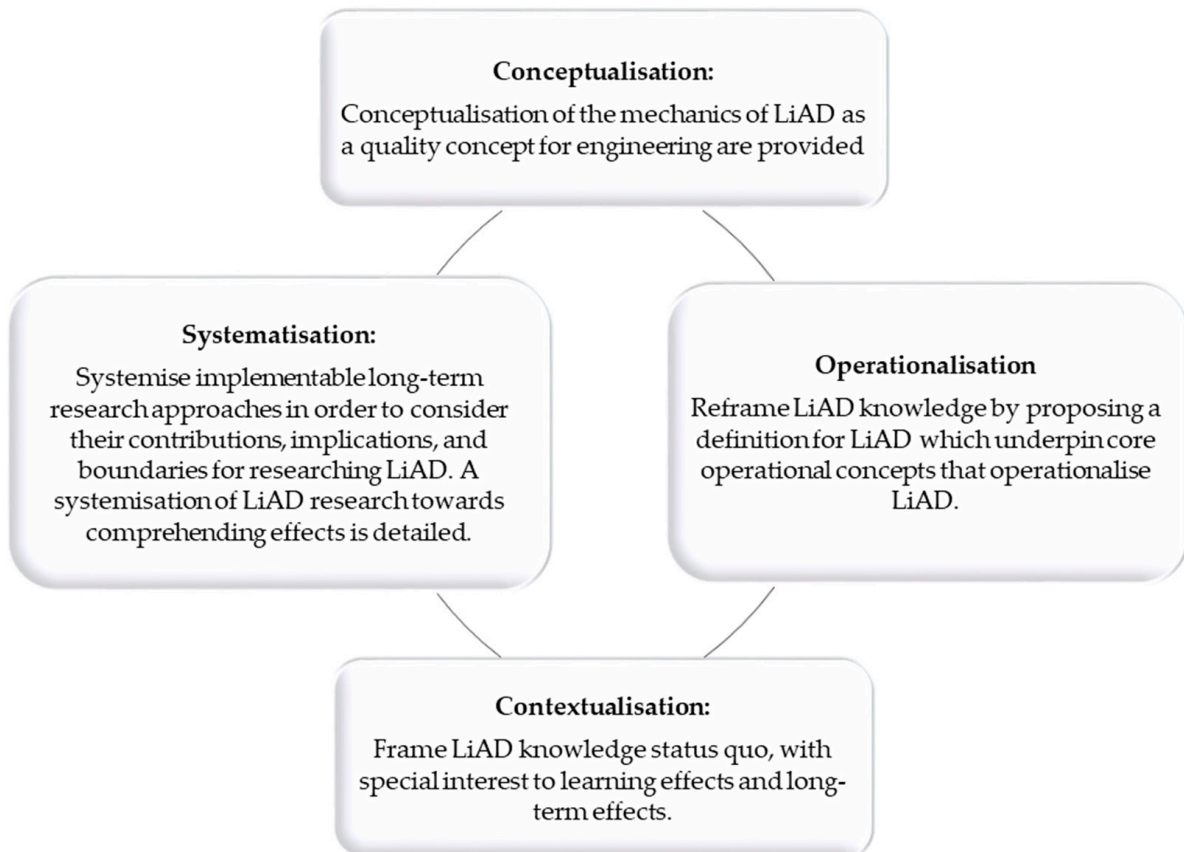 Conceptualisation:
Conceptualisation of the mechanics of LiAD as
a quality concept for engineering are provided
Systematisation:
Systemise implementable long-term
research approaches in order to consider
their contributions, implications, and
boundaries for researching LiAD. A
systemisation of LiAD research towards
comprehending effects is detailed.
Operationalisation
Reframe LiAD knowledge by proposing a
definition for LiAD which underpin core
operational concepts that operationalise
LiAD.
Contextualisation:
Frame LiAD knowledge status quo, with
special interest to learning effects and long-
term effects.